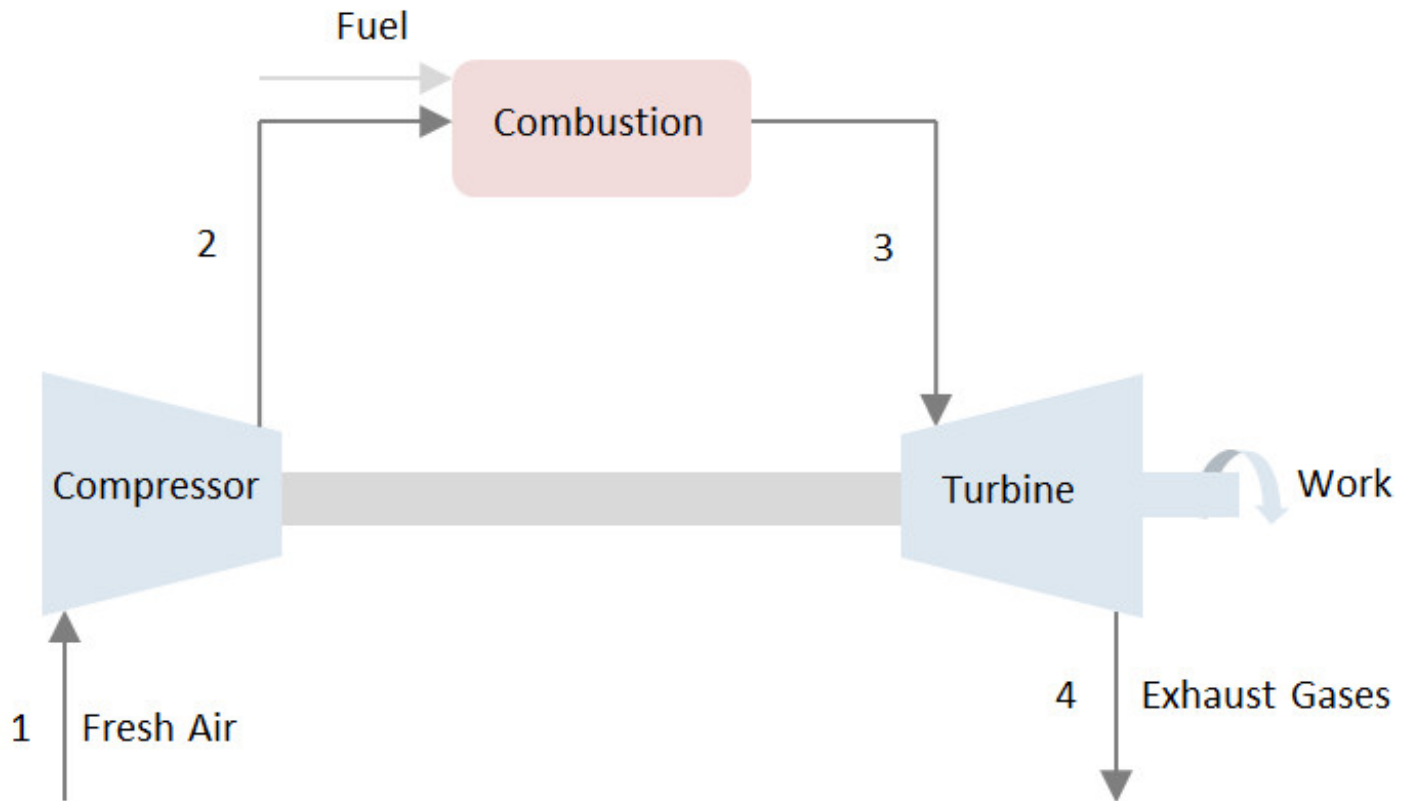 Fuel
Combustion
2
3
Compressor
Turbine
Work
1
Fresh Air
4
Exhaust Gases